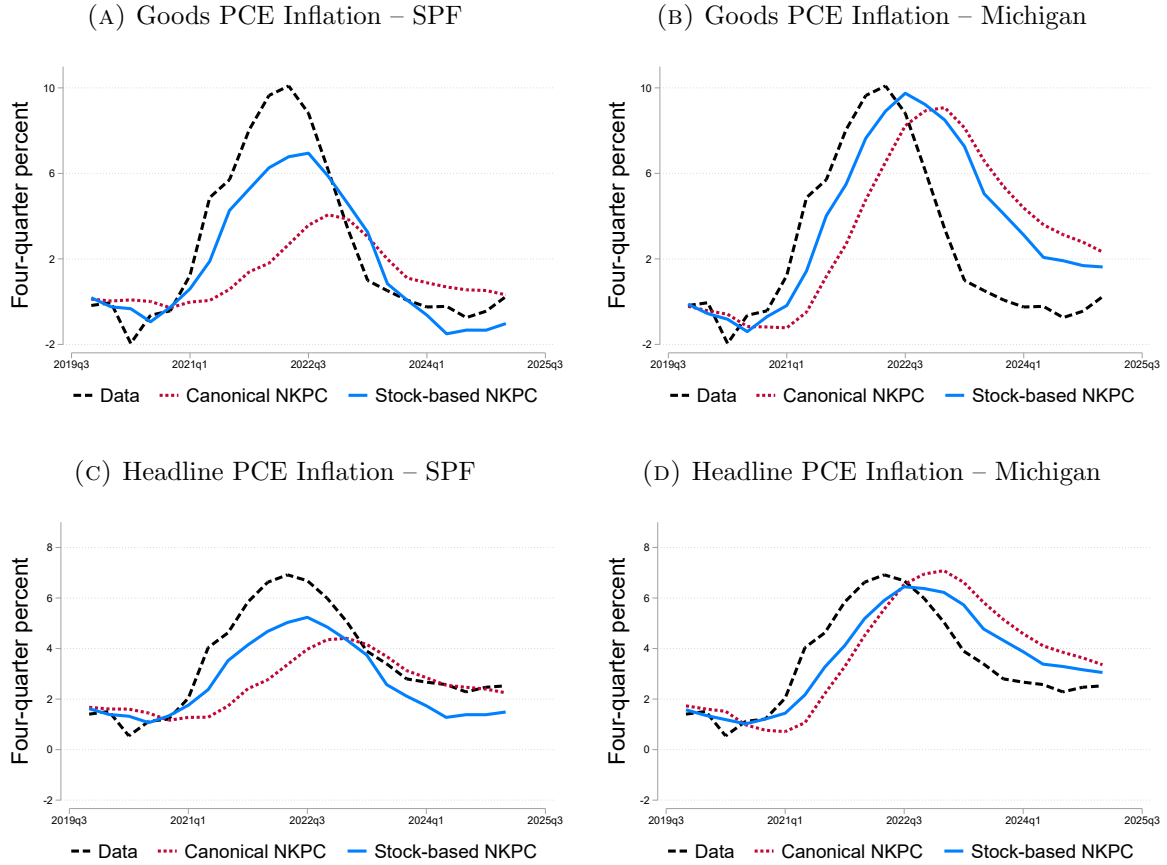 (A) Goods PCE Inflation – SPF
Four-quarter percent
10
6
2
-2
2019q3 2021q1 2022q3 2024q1 2025q3
Data Canonical NKPC Stock-based NKPC
(B) Goods PCE Inflation – Michigan
Four-quarter percent
10
6
2
-2
2019q3 2021q1 2022q3 2024q1 2025q3
Data Canonical NKPC Stock-based NKPC
(C) Headline PCE Inflation – SPF
Four-quarter percent
8
6
4
2
0
-2
2019q3 2021q1 2022q3 2024q1 2025q3
Data Canonical NKPC Stock-based NKPC
(D) Headline PCE Inflation – Michigan
Four-quarter percent
8
6
4
2
0
-2
2019q3 2021q1 2022q3 2024q1 2025q3
Data Canonical NKPC Stock-based NKPC